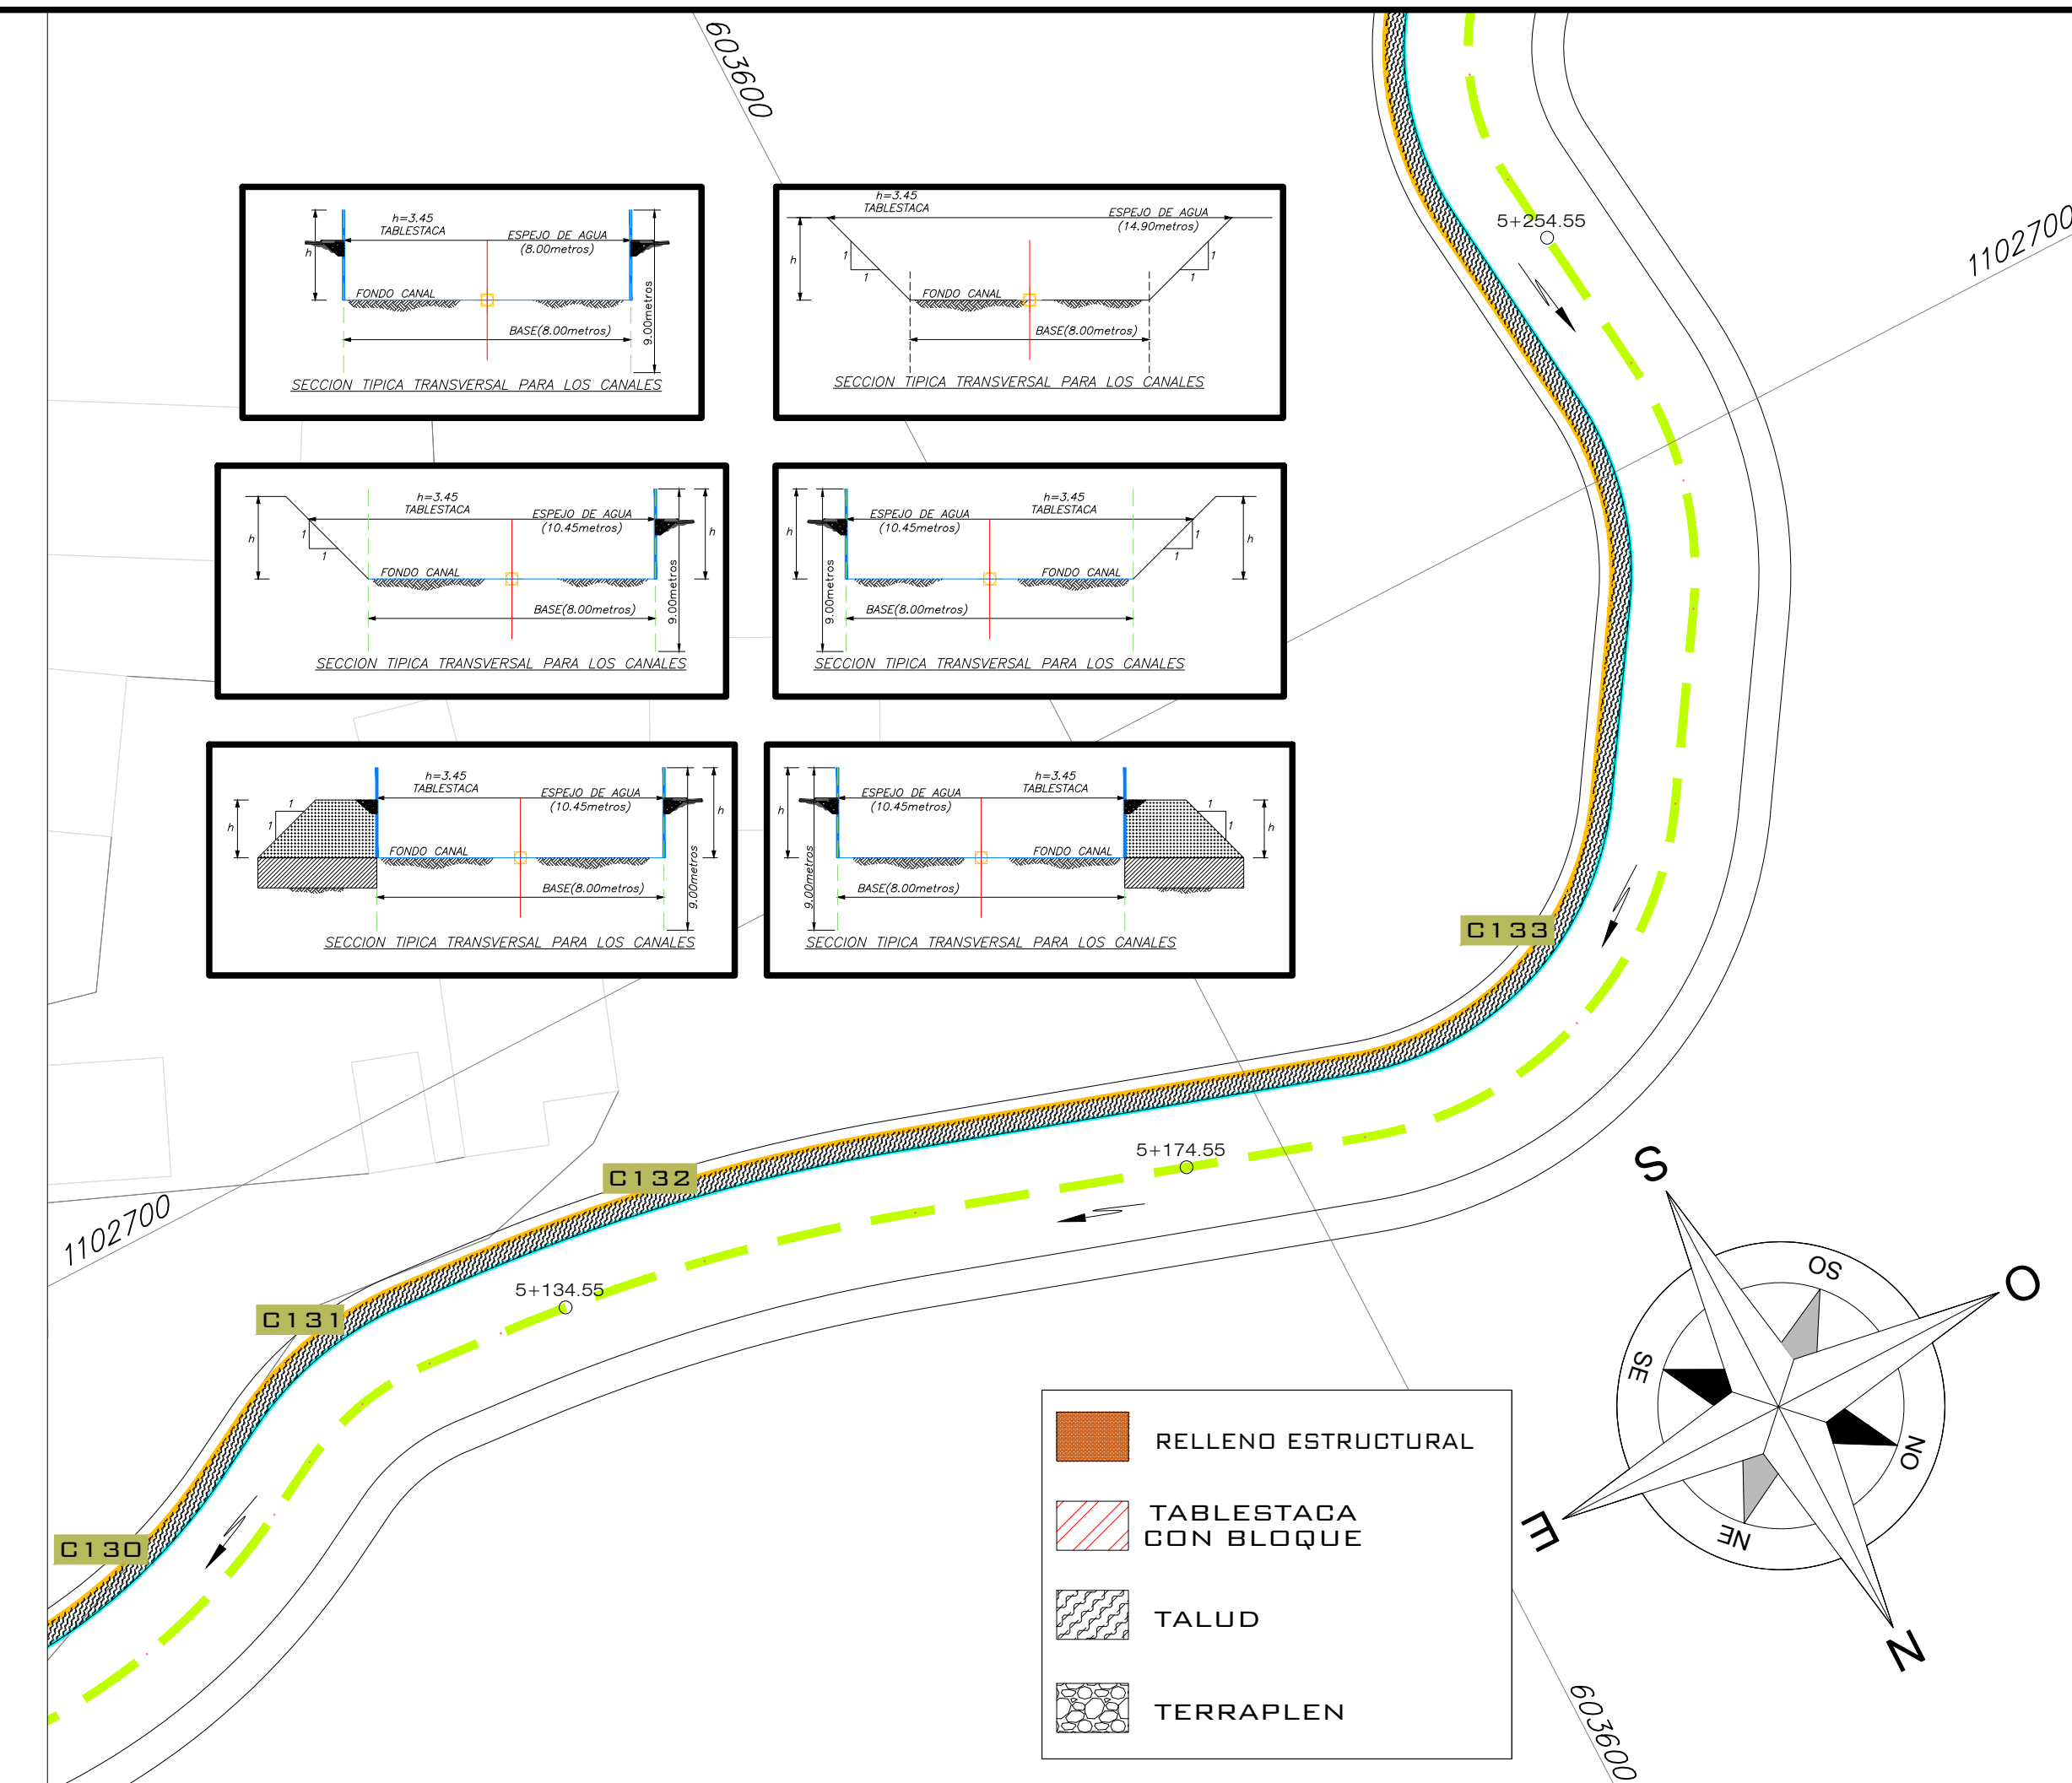 603600
5+254.55
1102700
h=3.45
TABLESTACA
ESPEJO DE AGUA
(8.00metros)
h
FONDO CANAL
BASE(8.00metros)
9.00metros
SECCION TIPICA TRANSVERSAL PARA LOS CANALES
h=3.45
TABLESTACA
ESPEJO DE AGUA
(14.90metros)
h
1
1
1
1
FONDO CANAL
BASE(8.00metros)
SECCION TIPICA TRANSVERSAL PARA LOS CANALES
h=3.45
TABLESTACA
ESPEJO DE AGUA
(10.45metros)
h
1
1
h
FONDO CANAL
BASE(8.00metros)
9.00metros
SECCION TIPICA TRANSVERSAL PARA LOS CANALES
h=3.45
TABLESTACA
ESPEJO DE AGUA
(10.45metros)
h
1
1
h
FONDO CANAL
BASE(8.00metros)
9.00metros
SECCION TIPICA TRANSVERSAL PARA LOS CANALES
h=3.45
TABLESTACA
ESPEJO DE AGUA
(10.45metros)
1
1
h
h
FONDO CANAL
BASE(8.00metros)
9.00metros
SECCION TIPICA TRANSVERSAL PARA LOS CANALES
h=3.45
TABLESTACA
ESPEJO DE AGUA
(10.45metros)
h
1
1
h
FONDO CANAL
BASE(8.00metros)
9.00metros
SECCION TIPICA TRANSVERSAL PARA LOS CANALES
C133
5+174.55
C132
1102700
5+134.55
C131
C130
S
SO
O
SE
NO
E
NE
N
RELLENO ESTRUCTURAL
TABLESTACA
CON BLOQUE
TALUD
TERRAPLEN
603600